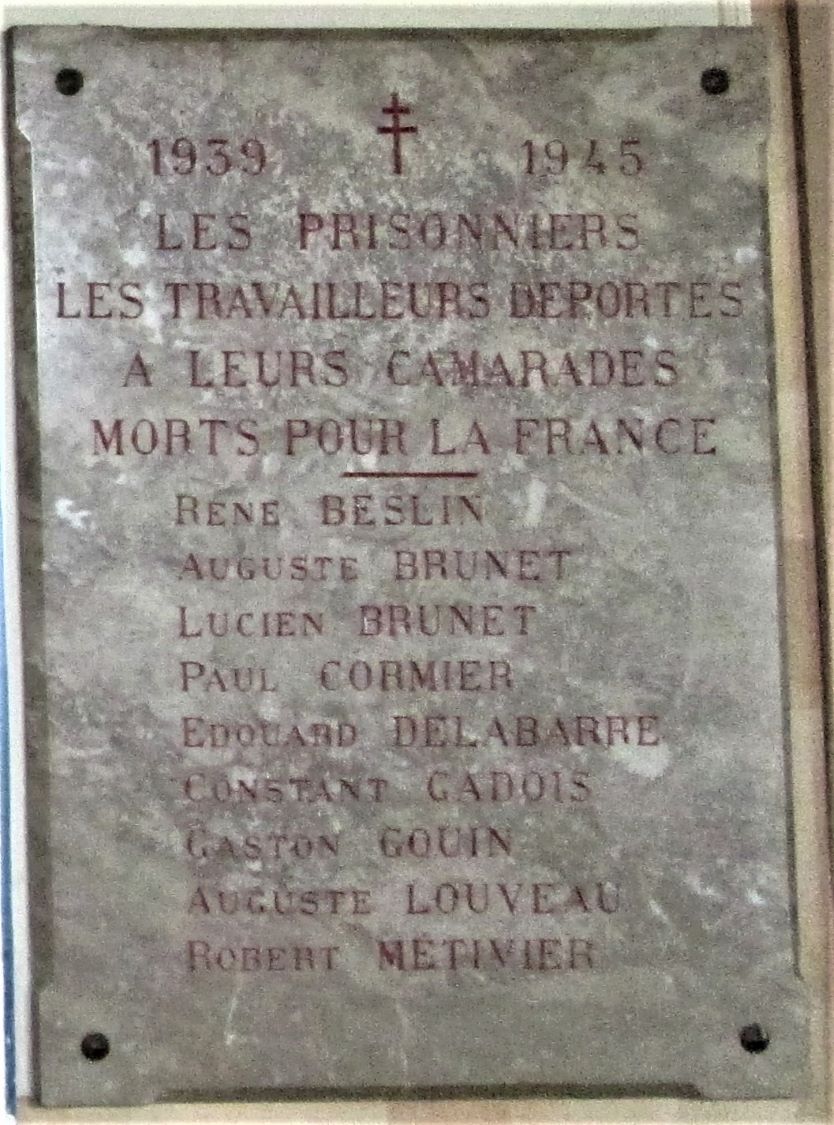 1939 1945
LES PRISONNIERS
LES TRAVAILLEURS DEPORTES
A LEURS CAMARADES
MORTS POUR LA FRANCE
RENE BESLIN
AUGUSTE BRUNET
LUCIEN BRUNET
PAUL CORMIER
EDOUARD DELABARRE
CONSTANT GADOIS
GASTON GOUIN
AUGUSTE LOUVEAU
ROBERT METIVIER